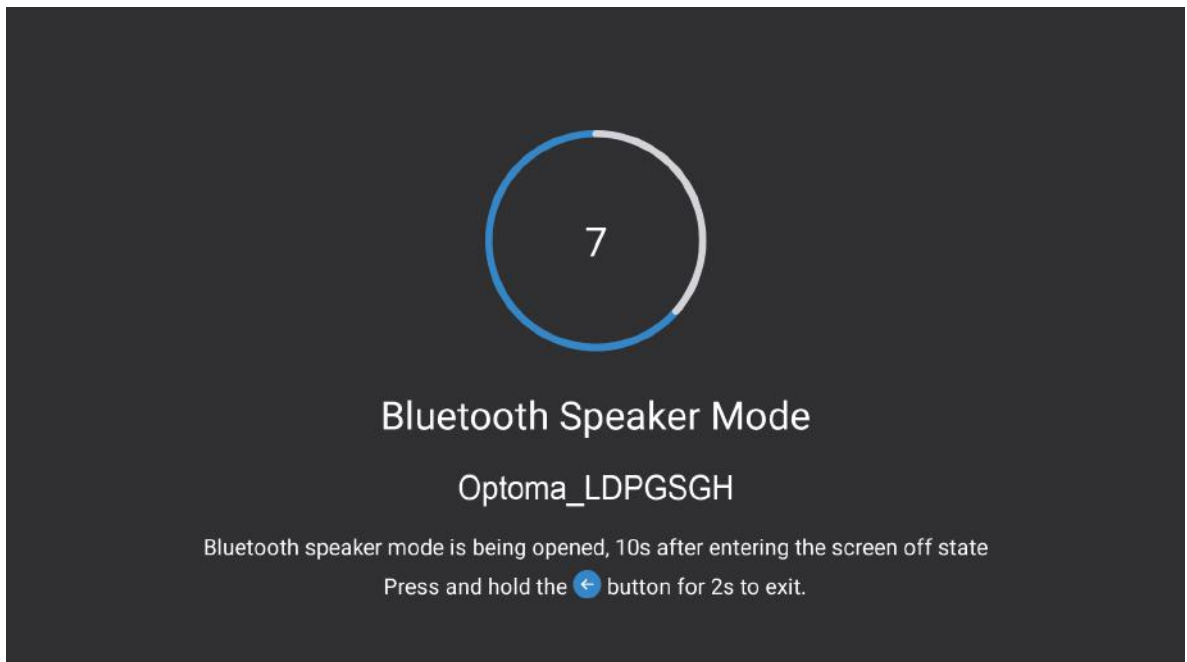 7
Bluetooth Speaker Mode
Optoma_LDPGSGH
Bluetooth speaker mode is being opened, 10s after entering the screen off state
Press and hold the ← button for 2s to exit.